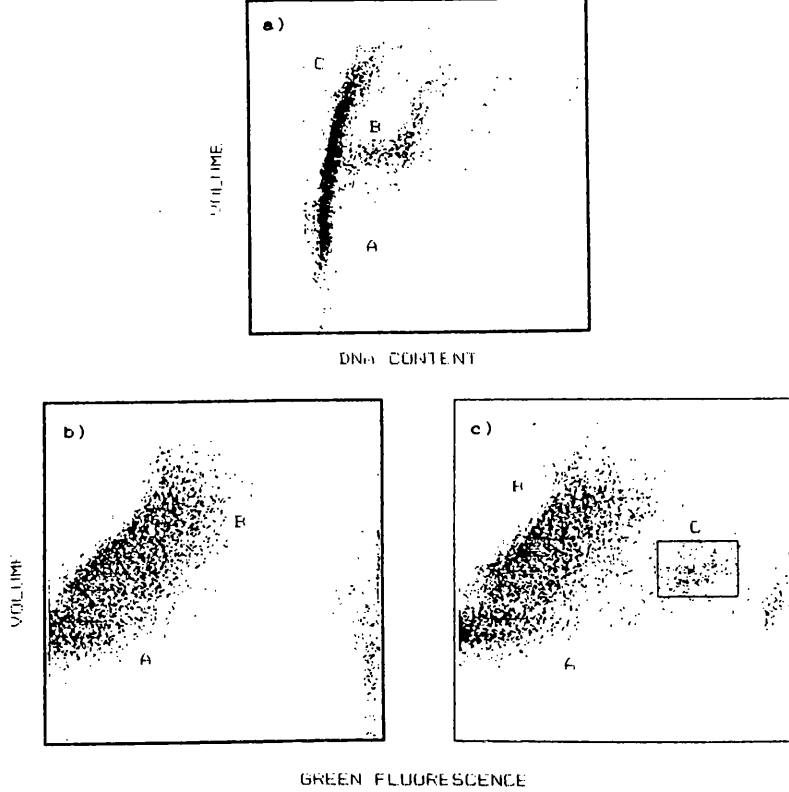 a)
C
B
VOLUME
A
DNA CONTENT
b)
B
VOLUME
A
c)
B
C
A
GREEN FLUORESCENCE